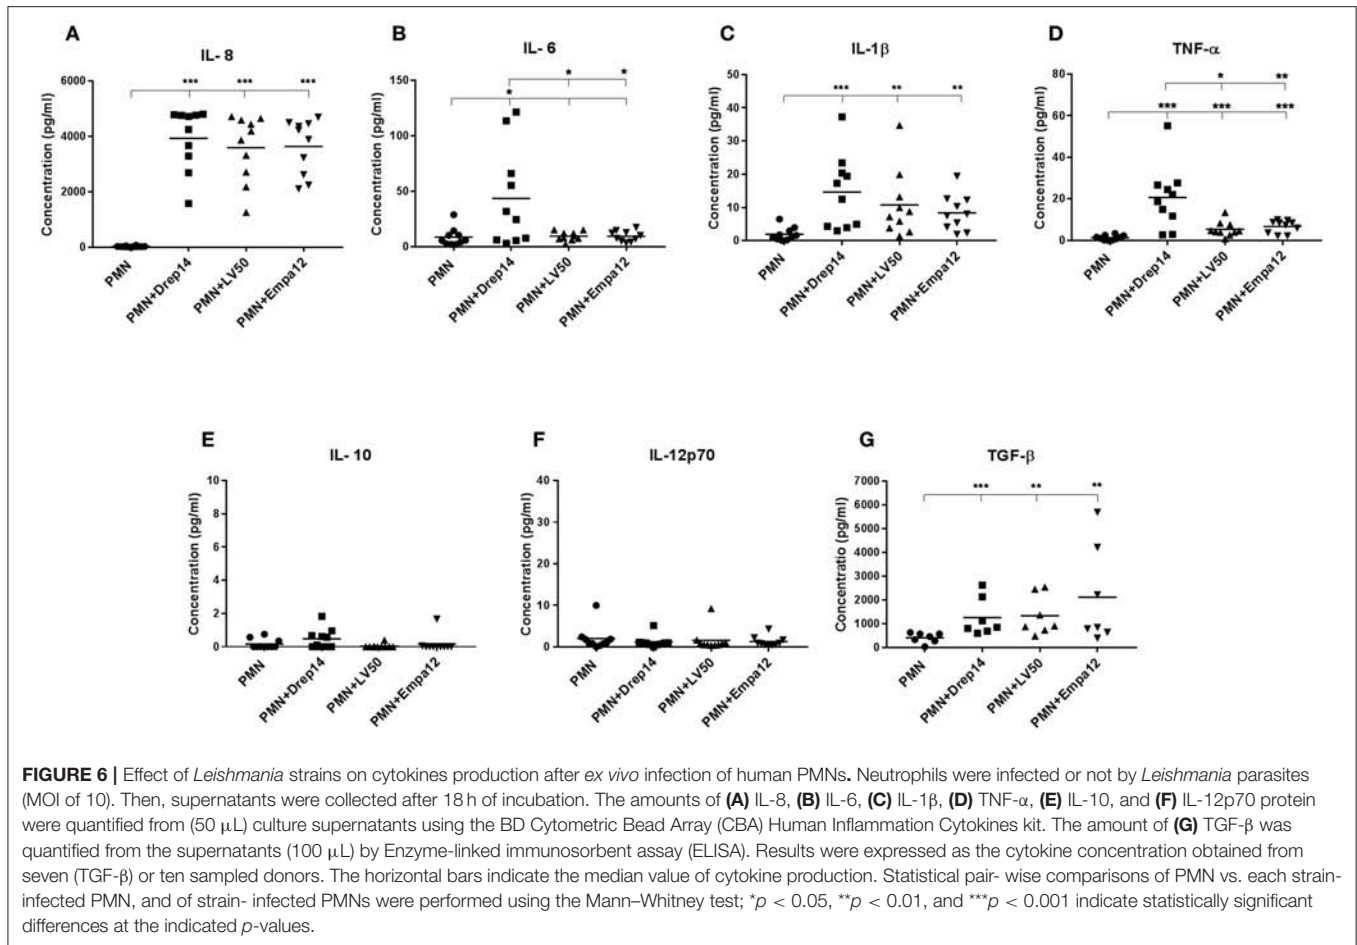 A
IL- 8
Concentration (pg/ml)
6000
4000
2000
0
*** *** ***
PMN
PMN+Drep14
PMN+LV50
PMN+Empa12
B
IL- 6
Concentration (pg/ml)
150
100
50
0
* *
*
PMN
PMN+Drep14
PMN+LV50
PMN+Empa12
C
IL-1β
Concentration (pg/ml)
50
40
30
20
10
0
*** ** **
PMN
PMN+Drep14
PMN+LV50
PMN+Empa12
D
TNF-α
Concentration (pg/ml)
80
60
40
20
0
* **
*** *** ***
PMN
PMN+Drep14
PMN+LV50
PMN+Empa12
E
IL- 10
Concentration (pg/ml)
10
8
6
4
2
0
PMN
PMN+Drep14
PMN+LV50
PMN+Empa12
F
IL-12p70
Concentration (pg/ml)
40
30
20
10
0
PMN
PMN+Drep14
PMN+LV50
PMN+Empa12
G
TGF-β
Concentratio (pg/ml)
7000
6000
5000
4000
3000
2000
1000
0
*** ** **
PMN
PMN+Drep14
PMN+LV50
PMN+Empa12
FIGURE 6 | Effect of Leishmania strains on cytokines production after ex vivo infection of human PMNs. Neutrophils were infected or not by Leishmania parasites
(MOI of 10). Then, supernatants were collected after 18 h of incubation. The amounts of (A) IL-8, (B) IL-6, (C) IL-1β, (D) TNF-α, (E) IL-10, and (F) IL-12p70 protein
were quantified from (50 μL) culture supernatants using the BD Cytometric Bead Array (CBA) Human Inflammation Cytokines kit. The amount of (G) TGF-β was
quantified from the supernatants (100 μL) by Enzyme-linked immunosorbent assay (ELISA). Results were expressed as the cytokine concentration obtained from
seven (TGF-β) or ten sampled donors. The horizontal bars indicate the median value of cytokine production. Statistical pair- wise comparisons of PMN vs. each strain-
infected PMN, and of strain- infected PMNs were performed using the Mann–Whitney test; *p < 0.05, **p < 0.01, and ***p < 0.001 indicate statistically significant
differences at the indicated p-values.